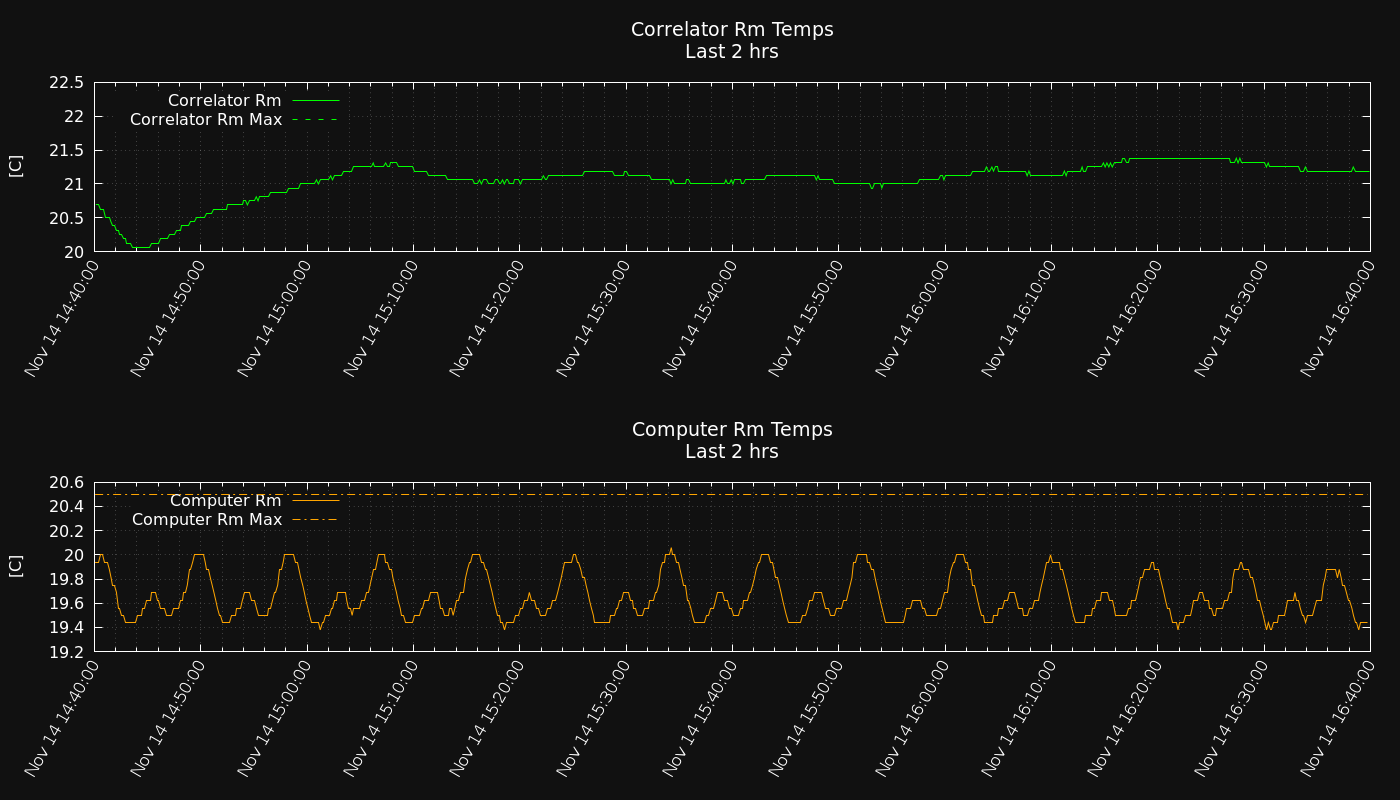 Correlator Rm Temps
Last 2 hrs
22.5
22
21.5
21
20.5
20
[C]
Correlator Rm
Correlator Rm Max
Nov 14 14:40:00
Nov 14 14:50:00
Nov 14 15:00:00
Nov 14 15:10:00
Nov 14 15:20:00
Nov 14 15:30:00
Nov 14 15:40:00
Nov 14 15:50:00
Nov 14 16:00:00
Nov 14 16:10:00
Nov 14 16:20:00
Nov 14 16:30:00
Nov 14 16:40:00
Computer Rm Temps
Last 2 hrs
20.6
20.4
20.2
20
19.8
19.6
19.4
19.2
[C]
Computer Rm
Computer Rm Max
Nov 14 14:40:00
Nov 14 14:50:00
Nov 14 15:00:00
Nov 14 15:10:00
Nov 14 15:20:00
Nov 14 15:30:00
Nov 14 15:40:00
Nov 14 15:50:00
Nov 14 16:00:00
Nov 14 16:10:00
Nov 14 16:20:00
Nov 14 16:30:00
Nov 14 16:40:00